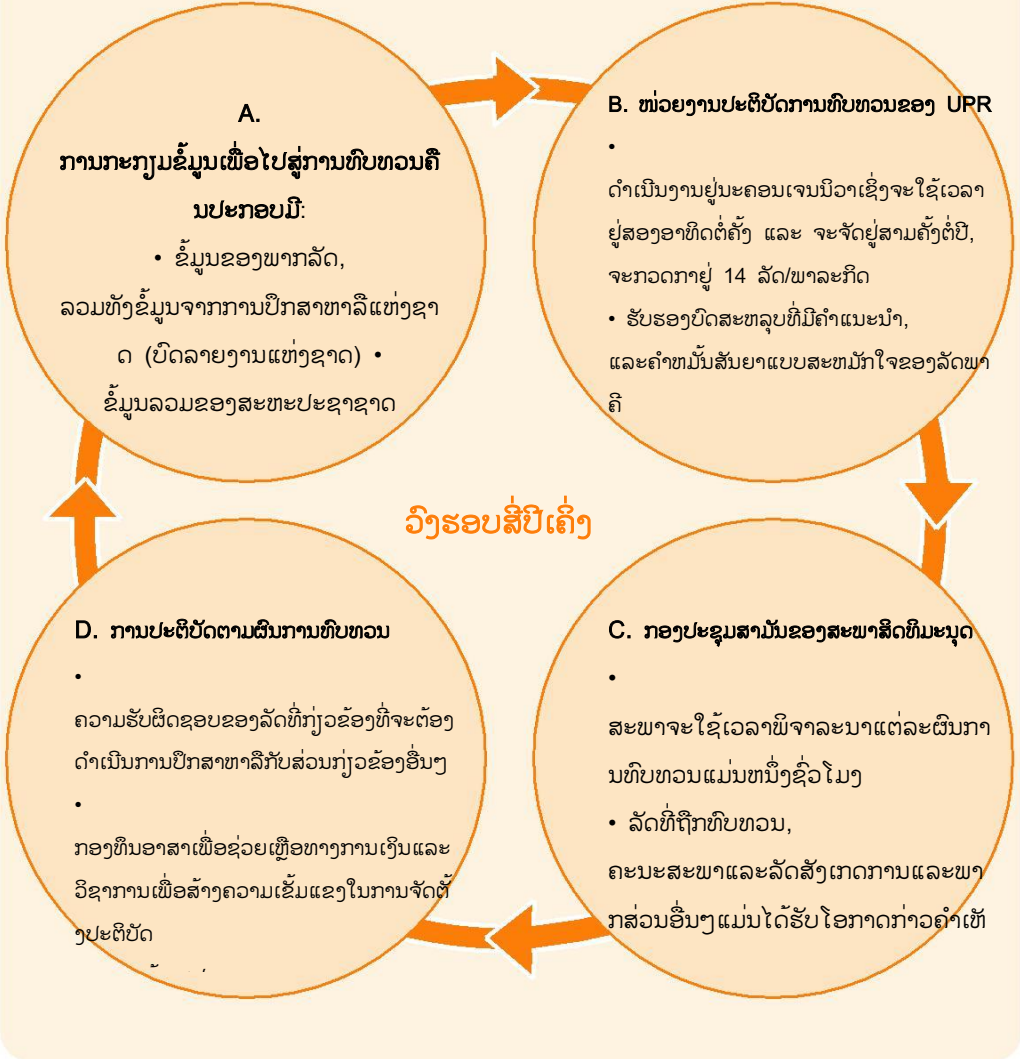 A.
ການກະກຽມຂໍ້ມູນເພື່ອໄປສູ່ການທົບທວນຄື
ນປະກອບມີ:
• ຂໍ້ມູນຂອງພາກລັດ,
ລວມທັງຂໍ້ມູນຈາກການປຶກສາຫາລືແຫ່ງຊາ
ດ (ບົດລາຍງານແຫ່ງຊາດ) •
ຂໍ້ມູນລວມຂອງສະຫະປະຊາຊາດ
B. ໜ່ວຍງານປະຕິບັດການທົບທວນຂອງ UPR
•
ດຳເນີນງານຢູ່ນະຄອນເຈນນິວາເຊິ່ງຈະໃຊ້ເວລາ
ຢູ່ສອງອາທິດຕໍ່ຄັ້ງ ແລະ ຈະຈັດຢູ່ສາມຄັ້ງຕໍ່ປີ,
ຈະກວດກາຢູ່ 14 ລັດ/ພາລະກິດ
• ຮັບຮອງບົດສະຫລຸບທີ່ມີຄຳແນະນຳ,
ແລະຄຳຫມັ້ນສັນຍາແບບສະຫມັກໃຈຂອງລັດພາ
ຄີ
ວົງຮອບສີ່ປີເຄິ່ງ
D. ການປະຕິບັດຕາມຜົນການທົບທວນ
•
ຄວາມຮັບຜິດຊອບຂອງລັດທີ່ກ່ຽວຂ້ອງທີ່ຈະຕ້ອງ
ດຳເນີນການປຶກສາຫາລືກັບສ່ວນກ່ຽວຂ້ອງອື່ນໆ
•
ກອງທຶນອາສາເພື່ອຊ່ວຍເຫຼືອທາງການເງິນແລະ
ວິຊາການເພື່ອສ້າງຄວາມເຂັ້ມແຂງໃນການຈັດຕັ້
ງປະຕິບັດ
C. ກອງປະຊຸມສາມັນຂອງສະພາສິດທິມະນຸດ
•
ສະພາຈະໃຊ້ເວລາພິຈາລະນາແຕ່ລະຜົນກາ
ນທົບທວນແມ່ນຫນຶ່ງຊົ່ວໂມງ
• ລັດທີ່ຖືກທົບທວນ,
ຄະນະສະພາແລະລັດສັງເກດການແລະພາ
ກສ່ວນອື່ນໆແມ່ນໄດ້ຮັບໂອກາດກ່າວຄຳເຫັ